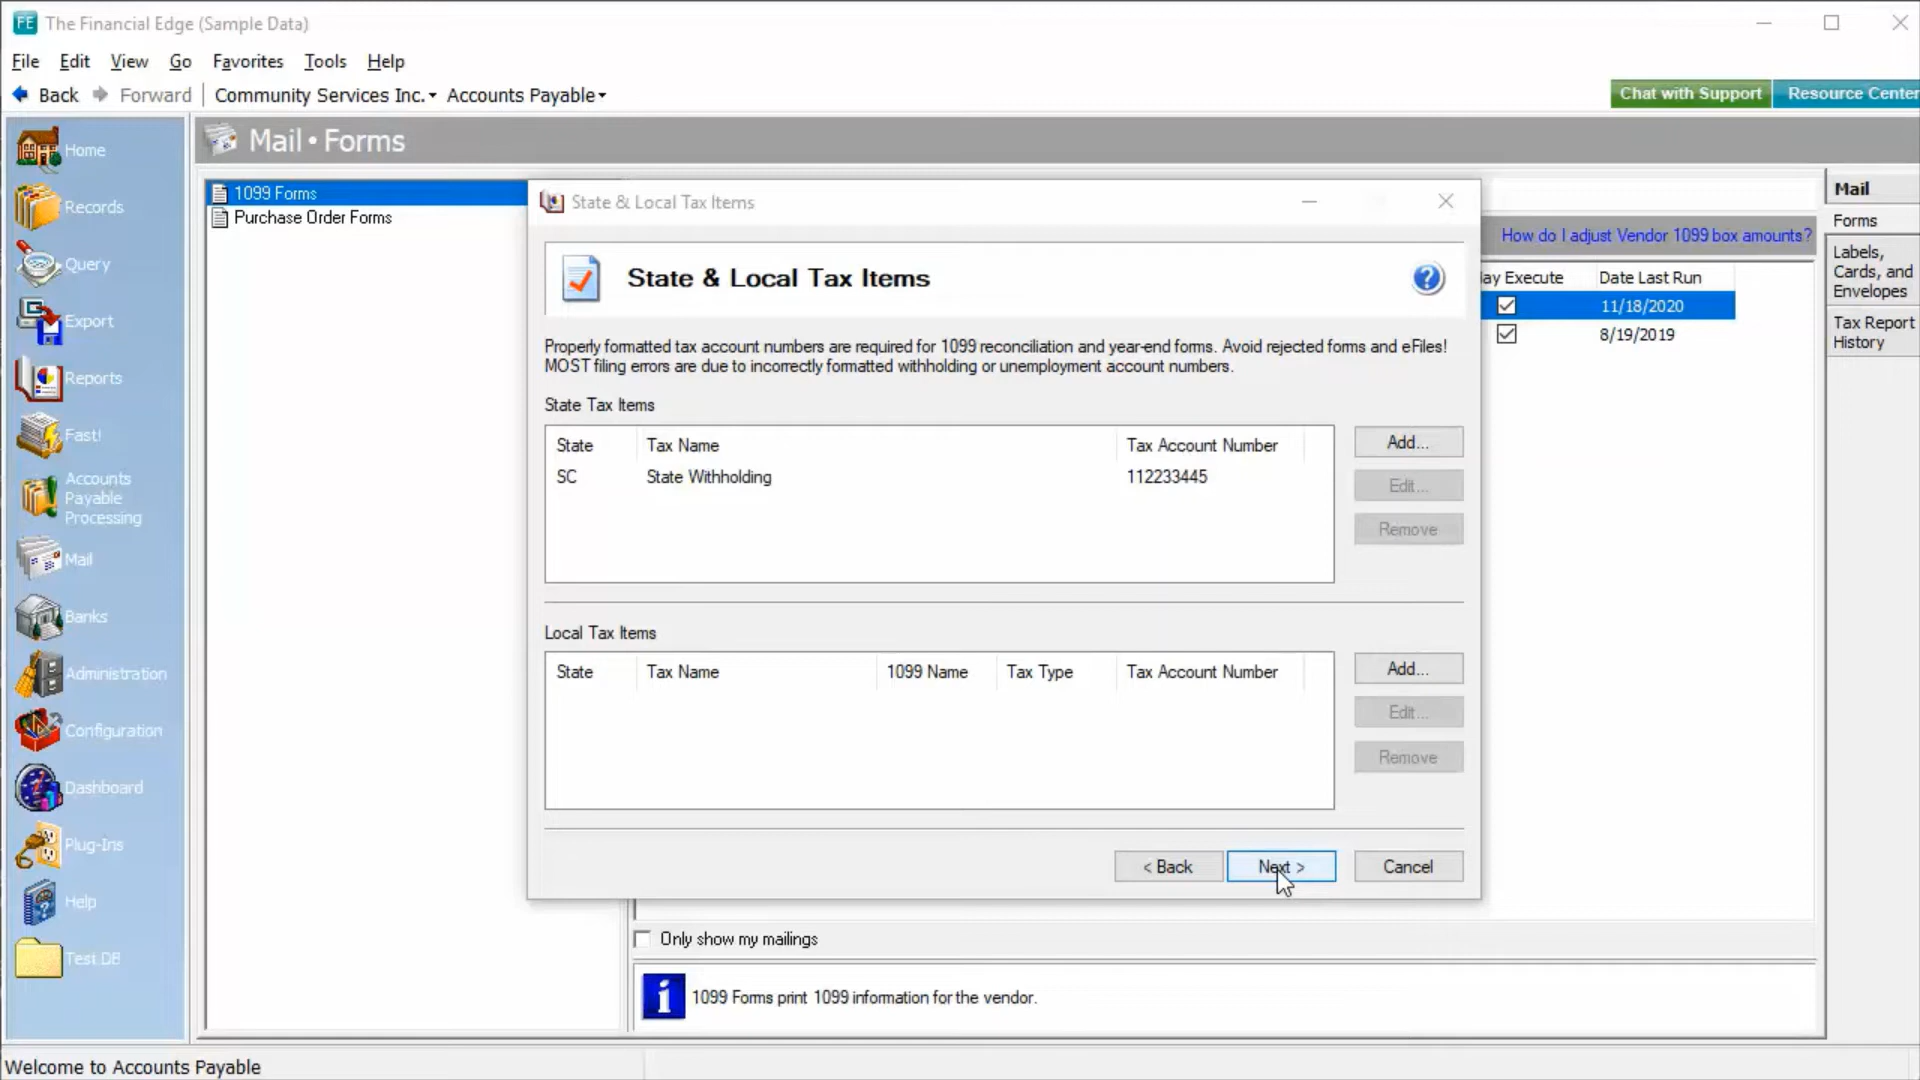 FE The Financial Edge (Sample Data)
File Edit View Go Favorites Tools Help
Back Forward Community Services Inc. Accounts Payable
Chat with Support Resource Center
Home
Records
Query
Export
Reports
Fast!
Accounts
Payable
Processing
Mail
Banks
Administration
Configuration
Dashboard
Plug-Ins
Help
Test DB
Mail • Forms
1099 Forms
Purchase Order Forms
State & Local Tax Items
State & Local Tax Items
?
Properly formatted tax account numbers are required for 1099 reconciliation and year-end forms. Avoid rejected forms and eFiles!
MOST filing errors are due to incorrectly formatted withholding or unemployment account numbers.
State Tax Items
State Tax Name Tax Account Number
SC State Withholding 112233445
Add...
Edit...
Remove
Local Tax Items
State Tax Name 1099 Name Tax Type Tax Account Number
Add...
Edit...
Remove
< Back Next > Cancel
How do I adjust Vendor 1099 box amounts?
ay Execute Date Last Run
11/18/2020
8/19/2019
Mail
Forms
Labels,
Cards, and
Envelopes
Tax Report
History
Only show my mailings
i 1099 Forms print 1099 information for the vendor.
Welcome to Accounts Payable